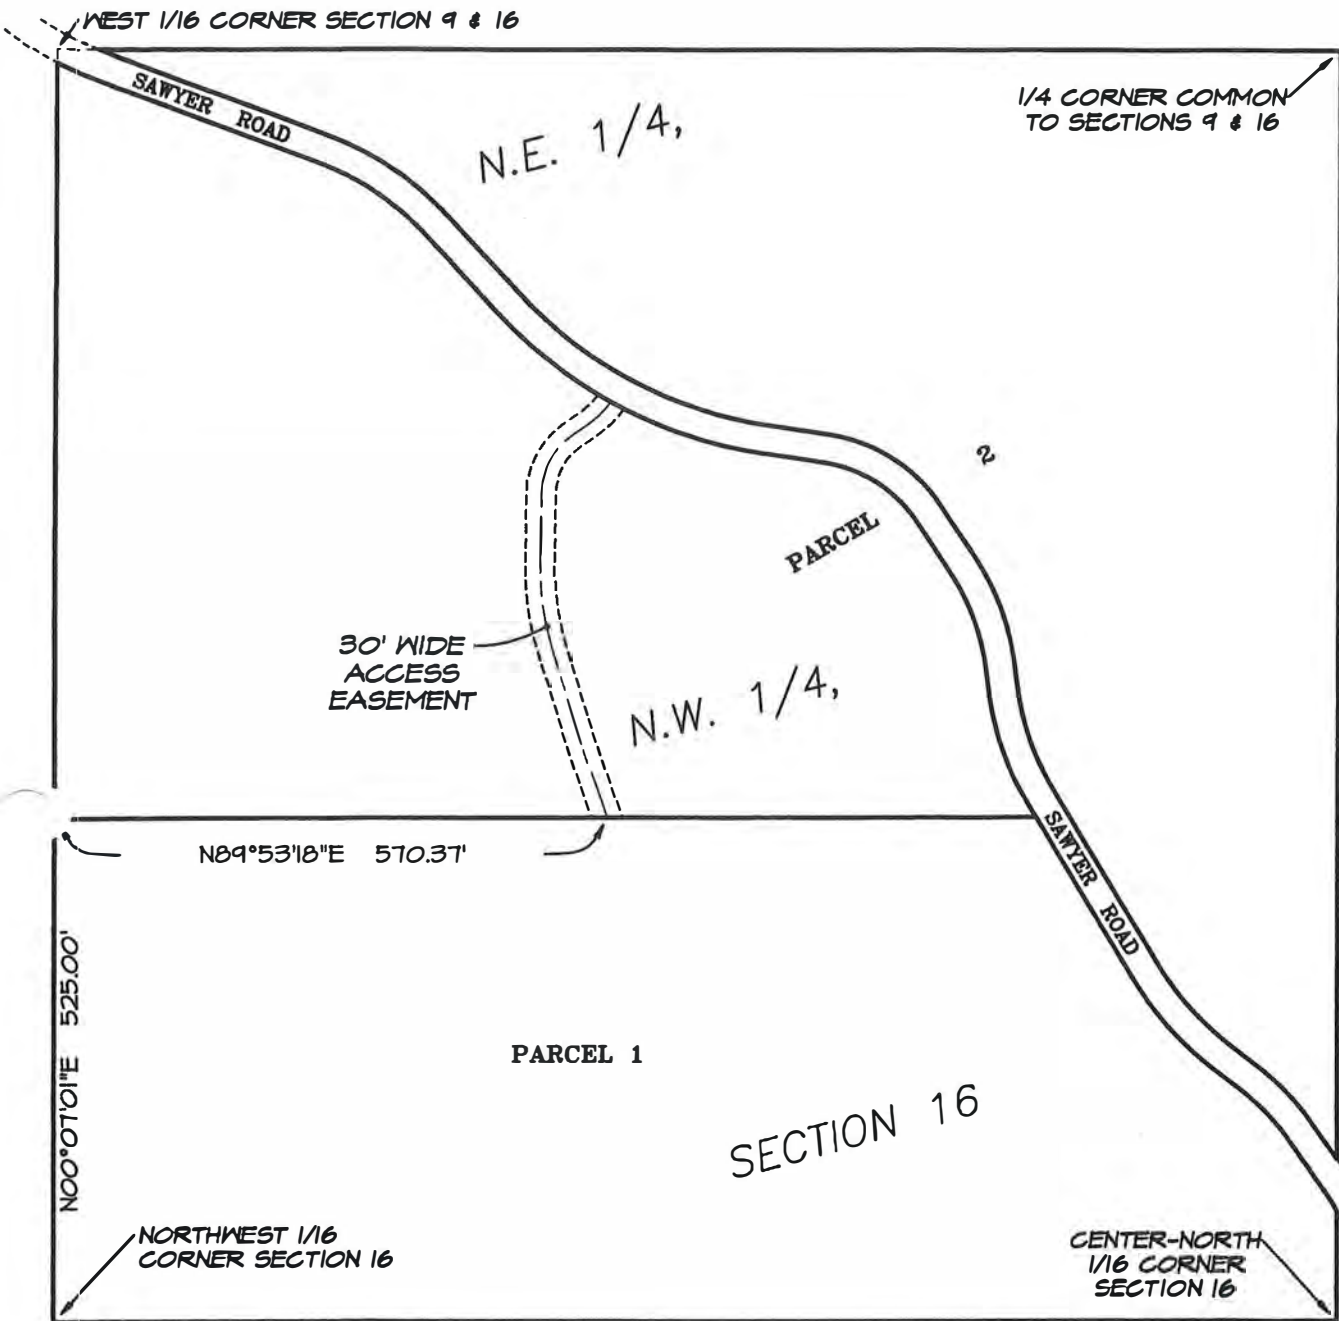 WEST 1/16 CORNER SECTION 9 & 16
1/4 CORNER COMMON
TO SECTIONS 9 & 16
SAWYER ROAD
N.E. 1/4,
PARCEL 2
30' WIDE
ACCESS
EASEMENT
N.W. 1/4,
N89°53'18"E 570.37'
SAWYER ROAD
N00°07'01"E 525.00'
PARCEL 1
SECTION 16
NORTHWEST 1/16
CORNER SECTION 16
CENTER-NORTH
1/16 CORNER
SECTION 16